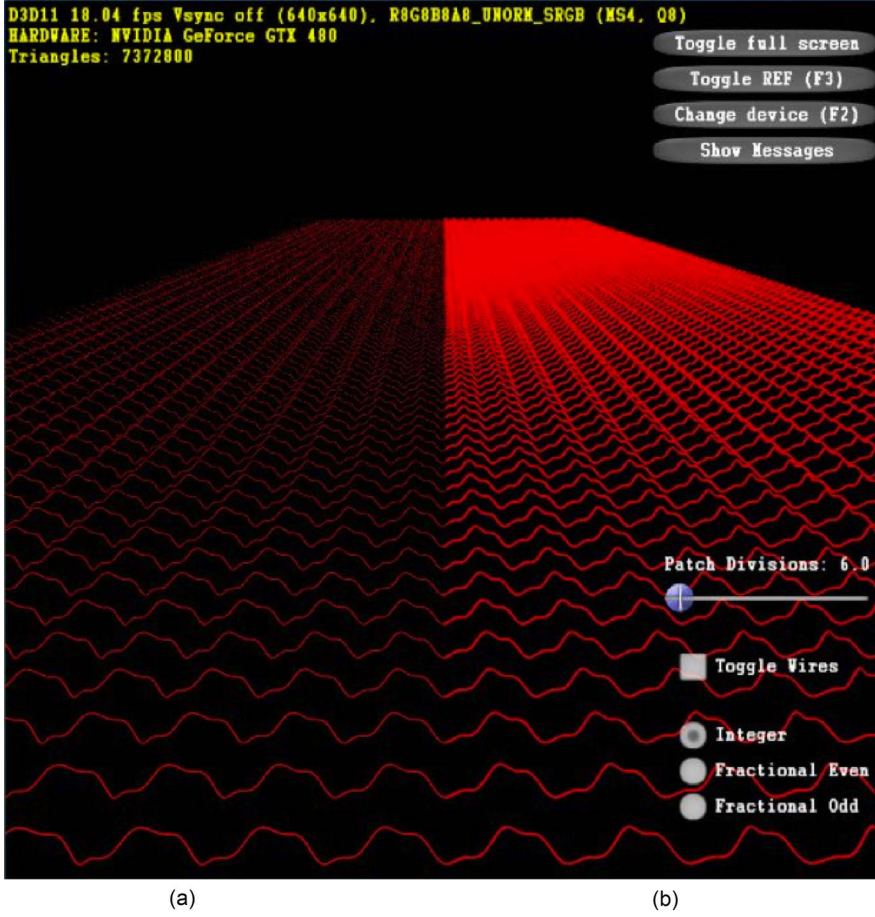 D3D11 18.04 fps Vsync off (640x640), R8G8B8A8_UNORM_SRGB (MS4, Q8)
HARDWARE: NVIDIA GeForce GTX 480
Triangles: 7372800
Toggle full screen
Toggle REF (F3)
Change device (F2)
Show Messages
Patch Divisions: 6.0
Toggle Wires
Integer
Fractional Even
Fractional Odd
(a)
(b)